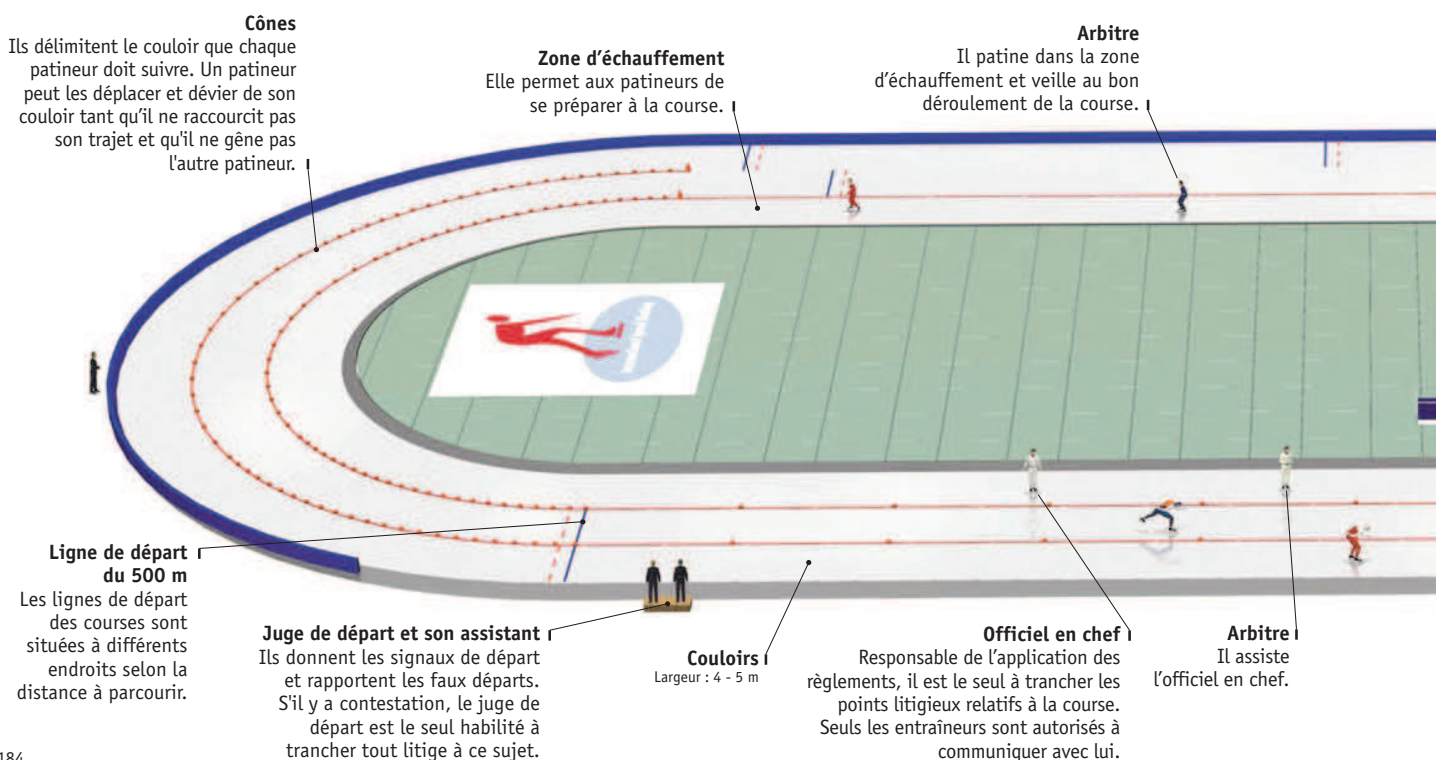 Cônes
Ils délimitent le couloir que chaque
patineur doit suivre. Un patineur
peut les déplacer et dévier de son
couloir tant qu'il ne raccourcit pas
son trajet et qu'il ne gêne pas
l'autre patineur.
Zone d'échauffement
Elle permet aux patineurs de
se préparer à la course.
Arbitre
Il patine dans la zone
d'échauffement et veille au bon
déroulement de la course.
Ligne de départ
du 500 m
Les lignes de départ
des courses sont
situées à différents
endroits selon la
distance à parcourir.
Juge de départ et son assistant
Ils donnent les signaux de départ
et rapportent les faux départs.
S'il y a contestation, le juge de
départ est le seul habilité à
trancher tout litige à ce sujet.
Couloirs
Largeur : 4 - 5 m
Officiel en chef
Responsable de l'application des
règlements, il est le seul à trancher les
points litigieux relatifs à la course.
Seuls les entraîneurs sont autorisés à
communiquer avec lui.
Arbitre
Il assiste
l'officiel en chef.
184